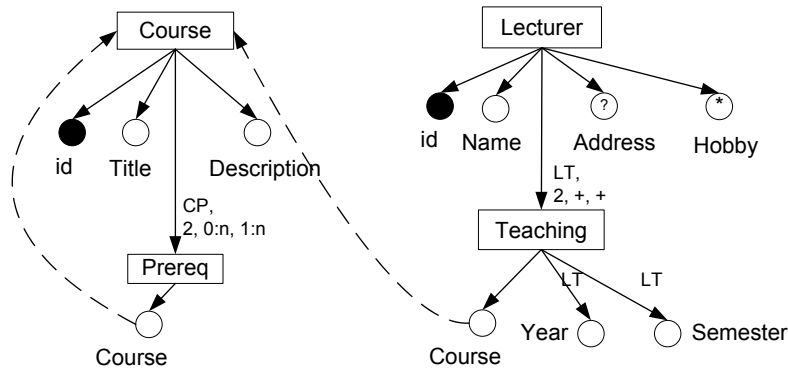 Course
Lecturer
?
*
id
Title
Description
id
Name
Address
Hobby
CP,
2, 0:n, 1:n
LT,
2, +, +
Prereq
Teaching
LT
LT
Course
Course
Year
Semester